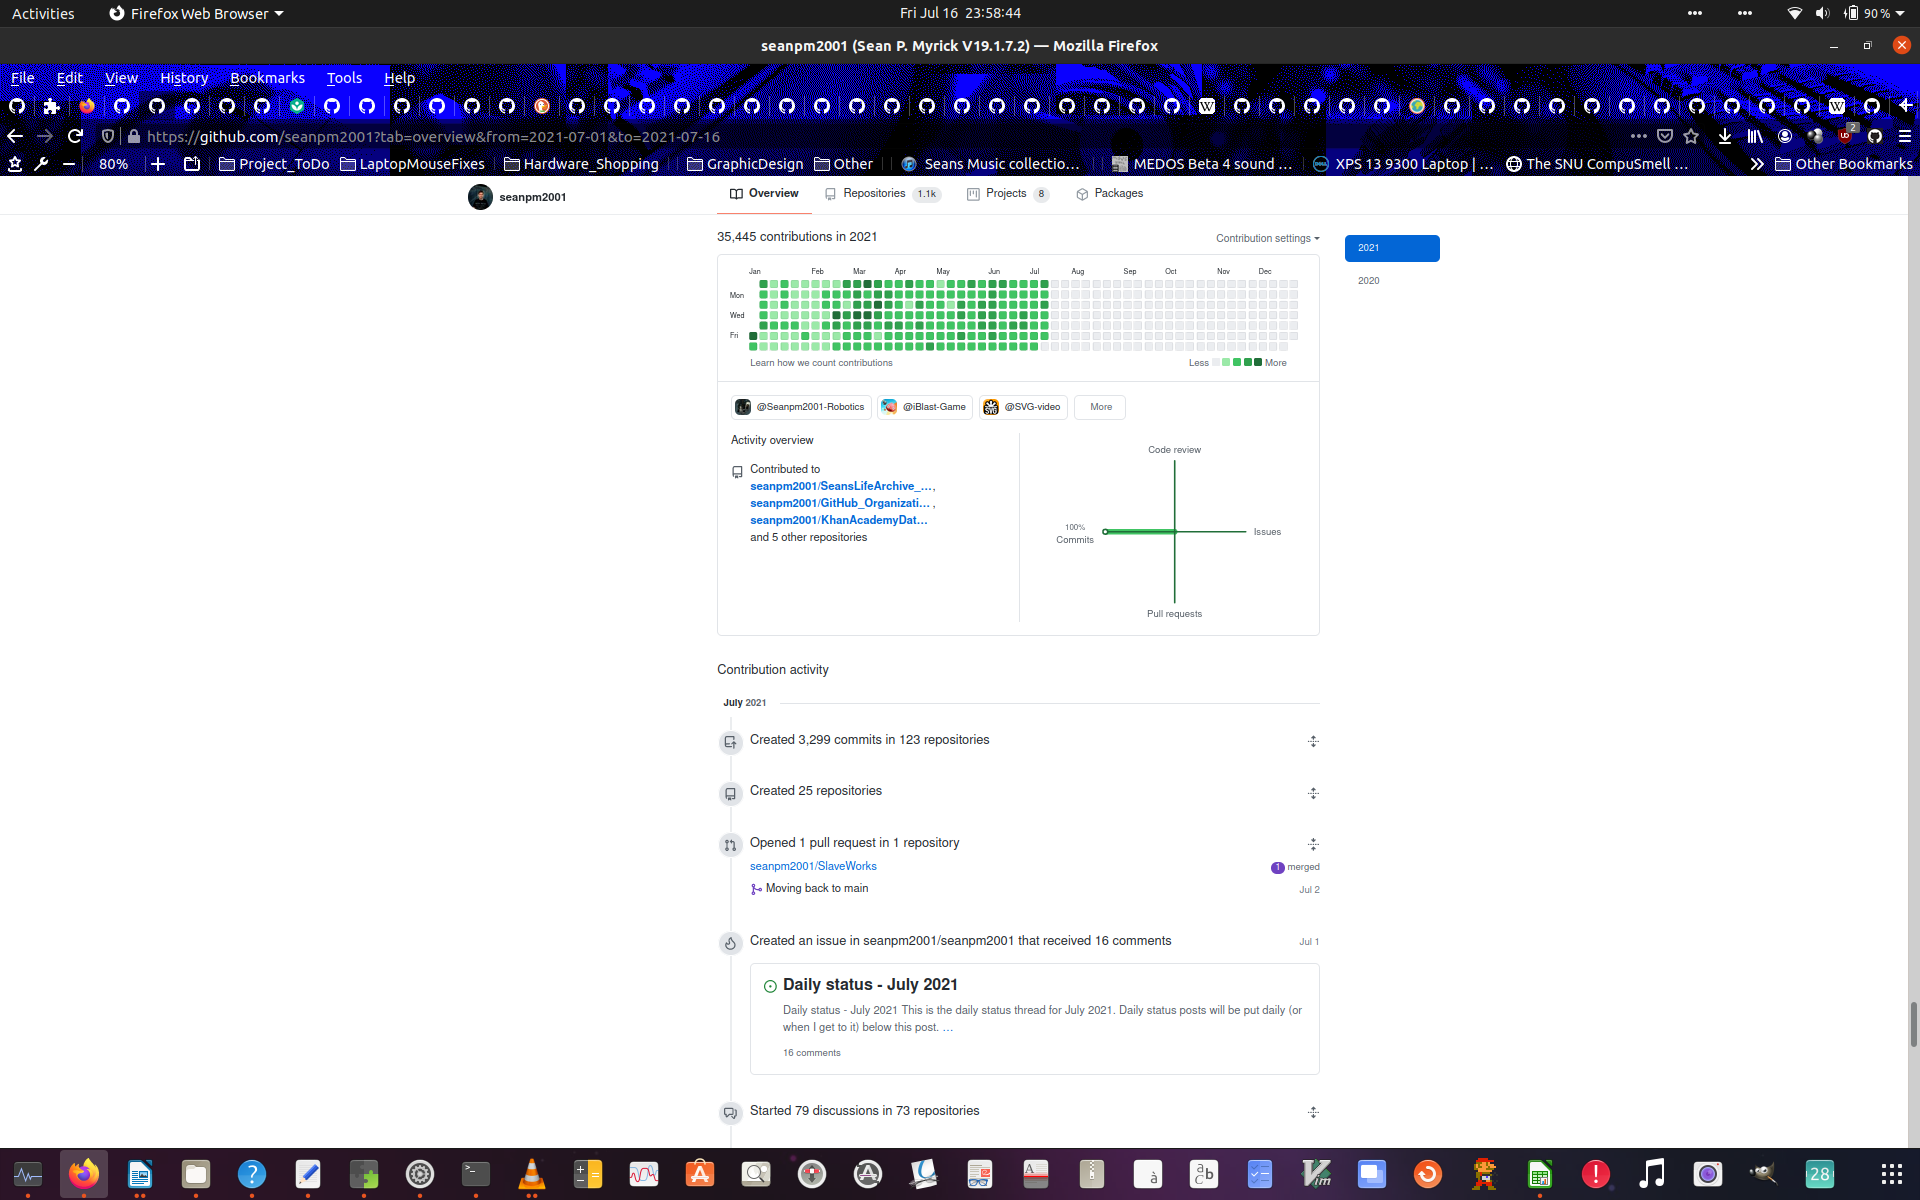 Activities
Firefox Web Browser
Fri Jul 16 23:58:44
90 %
seanpm2001 (Sean P. Myrick V19.1.7.2) — Mozilla Firefox
File Edit View History Bookmarks Tools Help
https://github.com/seanpm2001?tab=overview&from=2021-07-01&to=2021-07-16
2
80%
Project_ToDo
LaptopMouseFixes
Hardware_Shopping
GraphicDesign
Other
Seans Music collectio…
MEDOS Beta 4 sound …
XPS 13 9300 Laptop | …
The SNU CompuSmell …
Other Bookmarks
seanpm2001
Overview
Repositories 1.1k
Projects 8
Packages
35,445 contributions in 2021
Contribution settings
2021
2020
Jan Feb Mar Apr May Jun Jul Aug Sep Oct Nov Dec
Mon
Wed
Fri
Learn how we count contributions
Less More
@Seanpm2001-Robotics
@iBlast-Game
@SVG-video
More
Activity overview
Contributed to
seanpm2001/SeansLifeArchive_…,
seanpm2001/GitHub_Organizati… ,
seanpm2001/KhanAcademyDat…
and 5 other repositories
Code review
100%
Commits
Issues
Pull requests
Contribution activity
July 2021
Created 3,299 commits in 123 repositories
Created 25 repositories
Opened 1 pull request in 1 repository
seanpm2001/SlaveWorks
1 merged
Moving back to main
Jul 2
Created an issue in seanpm2001/seanpm2001 that received 16 comments
Jul 1
Daily status - July 2021
Daily status - July 2021 This is the daily status thread for July 2021. Daily status posts will be put daily (or
when I get to it) below this post. …
16 comments
Started 79 discussions in 73 repositories
28